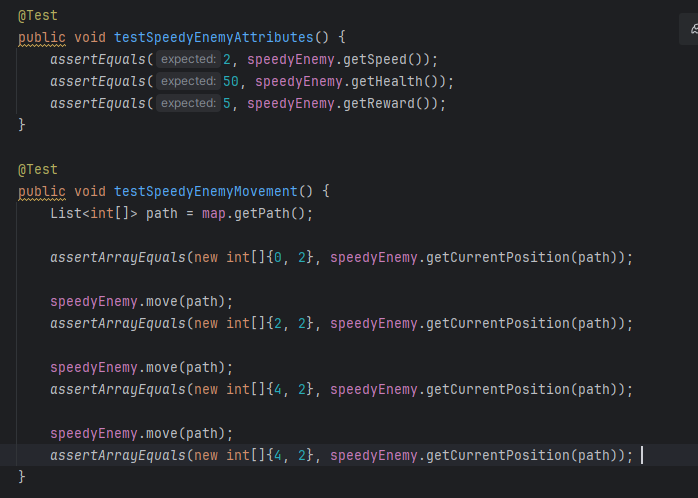 @Test
public void testSpeedyEnemyAttributes() {
assertEquals( expected: 2, speedyEnemy.getSpeed());
assertEquals( expected: 50, speedyEnemy.getHealth());
assertEquals( expected: 5, speedyEnemy.getReward());
}
@Test
public void testSpeedyEnemyMovement() {
List<int[]> path = map.getPath();
assertArrayEquals(new int[]{0, 2}, speedyEnemy.getCurrentPosition(path));
speedyEnemy.move(path);
assertArrayEquals(new int[]{2, 2}, speedyEnemy.getCurrentPosition(path));
speedyEnemy.move(path);
assertArrayEquals(new int[]{4, 2}, speedyEnemy.getCurrentPosition(path));
speedyEnemy.move(path);
assertArrayEquals(new int[]{4, 2}, speedyEnemy.getCurrentPosition(path));
}